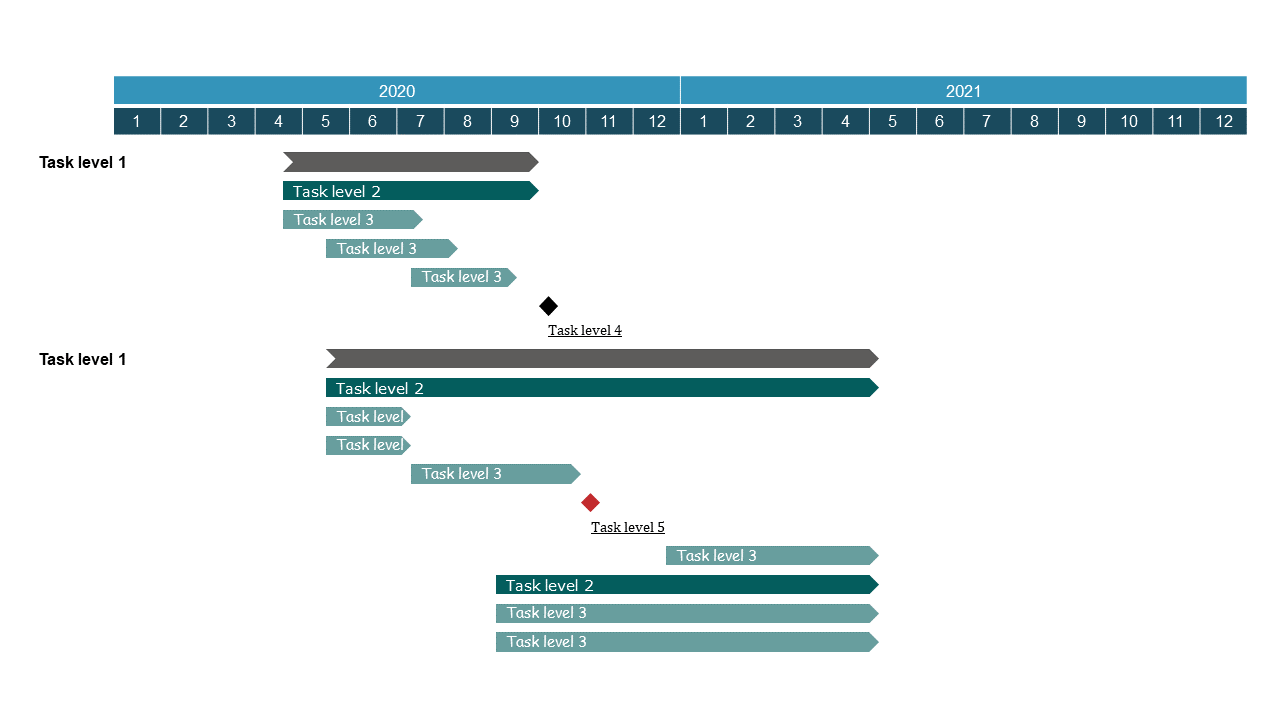 2020 2021
1 2 3 4 5 6 7 8 9 10 11 12 1 2 3 4 5 6 7 8 9 10 11 12
Task level 1
Task level 2
Task level 3
Task level 3
Task level 3
Task level 4
Task level 1
Task level 2
Task level
Task level
Task level 3
Task level 5
Task level 3
Task level 2
Task level 3
Task level 3